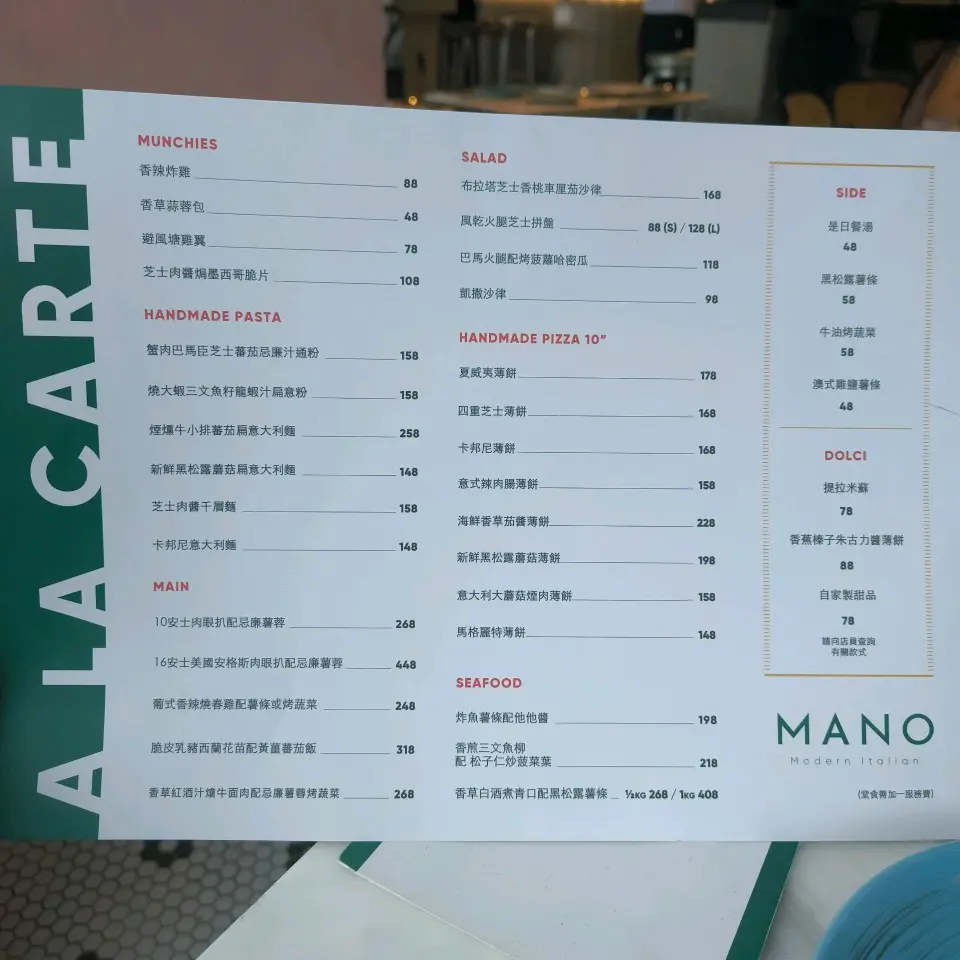 A LA CARTE
MUNCHIES
香辣炸雞 88
香草蒜蓉包 48
避風塘雞翼 78
芝士肉醬焗墨西哥脆片 108
HANDMADE PASTA
蟹肉巴馬臣芝士蕃茄忌廉汁通粉 158
燒大蝦三文魚籽龍蝦汁扁意粉 158
煙燻牛小排蕃茄扁意大利麵 258
新鮮黑松露蘑菇扁意大利麵 148
芝士肉醬千層麵 158
卡邦尼意大利麵 148
MAIN
10安士肉眼扒配忌廉薯蓉 268
16安士美國安格斯肉眼扒配忌廉薯蓉 448
葡式香辣燒春雞配薯條或烤蔬菜 248
脆皮乳豬西蘭花苗配黃薑蕃茄飯 318
香草紅酒汁燴牛面肉配忌廉薯蓉烤蔬菜 268
SALAD
布拉塔芝士香桃車厘茄沙律 168
風乾火腿芝士拼盤 88 (S) / 128 (L)
巴馬火腿配烤菠蘿哈密瓜 118
凱撒沙律 98
HANDMADE PIZZA 10"
夏威夷薄餅 178
四重芝士薄餅 168
卡邦尼薄餅 168
意式辣肉腸薄餅 158
海鮮香草茄醬薄餅 228
新鮮黑松露蘑菇薄餅 198
意大利大蘑菇煙肉薄餅 158
馬格麗特薄餅 148
SEAFOOD
炸魚薯條配他他醬 198
香煎三文魚柳
配 松子仁炒菠菜葉 218
香草白酒煮青口配黑松露薯條 ½KG 268 / 1KG 408
SIDE
是日餐湯
48
黑松露薯條
58
牛油烤蔬菜
58
澳式雞鹽薯條
48
DOLCI
提拉米蘇
78
香蕉榛子朱古力醬薄餅
88
自家製甜品
78
請向店員查詢
有關款式
MANO
Modern Italian
(堂食需加一服務費)